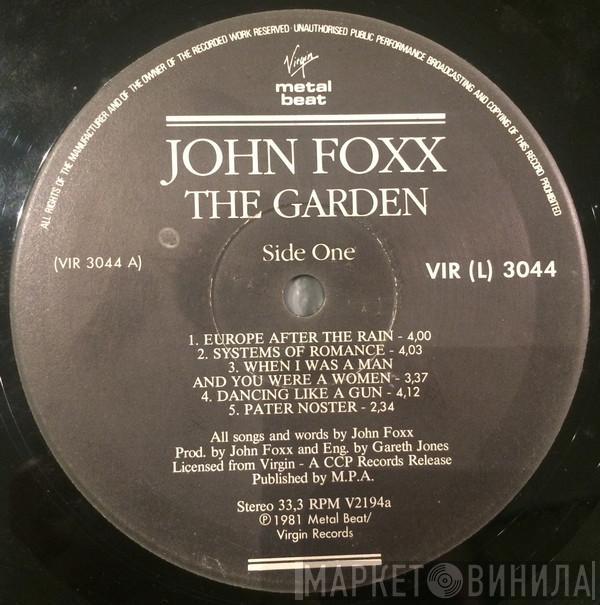 ALL RIGHTS OF THE MANUFACTURER AND OF THE OWNER OF THE RECORDED WORK RESERVED · UNAUTHORISED PUBLIC PERFORMANCE BROADCASTING AND COPYING OF THIS RECORD PROHIBITED
Virgin
metal
beat
JOHN FOXX
THE GARDEN
Side One
(VIR 3044 A)
VIR (L) 3044
1. EUROPE AFTER THE RAIN - 4,00
2. SYSTEMS OF ROMANCE - 4,03
3. WHEN I WAS A MAN
AND YOU WERE A WOMEN - 3,37
4. DANCING LIKE A GUN - 4,12
5. PATER NOSTER - 2,34
All songs and words by John Foxx
Prod. by John Foxx and Eng. by Gareth Jones
Licensed from Virgin - A CCP Records Release
Published by M.P.A.
Stereo 33,3 RPM V2194a
℗ 1981 Metal Beat/
Virgin Records
МАРКЕТ ВИНИЛА